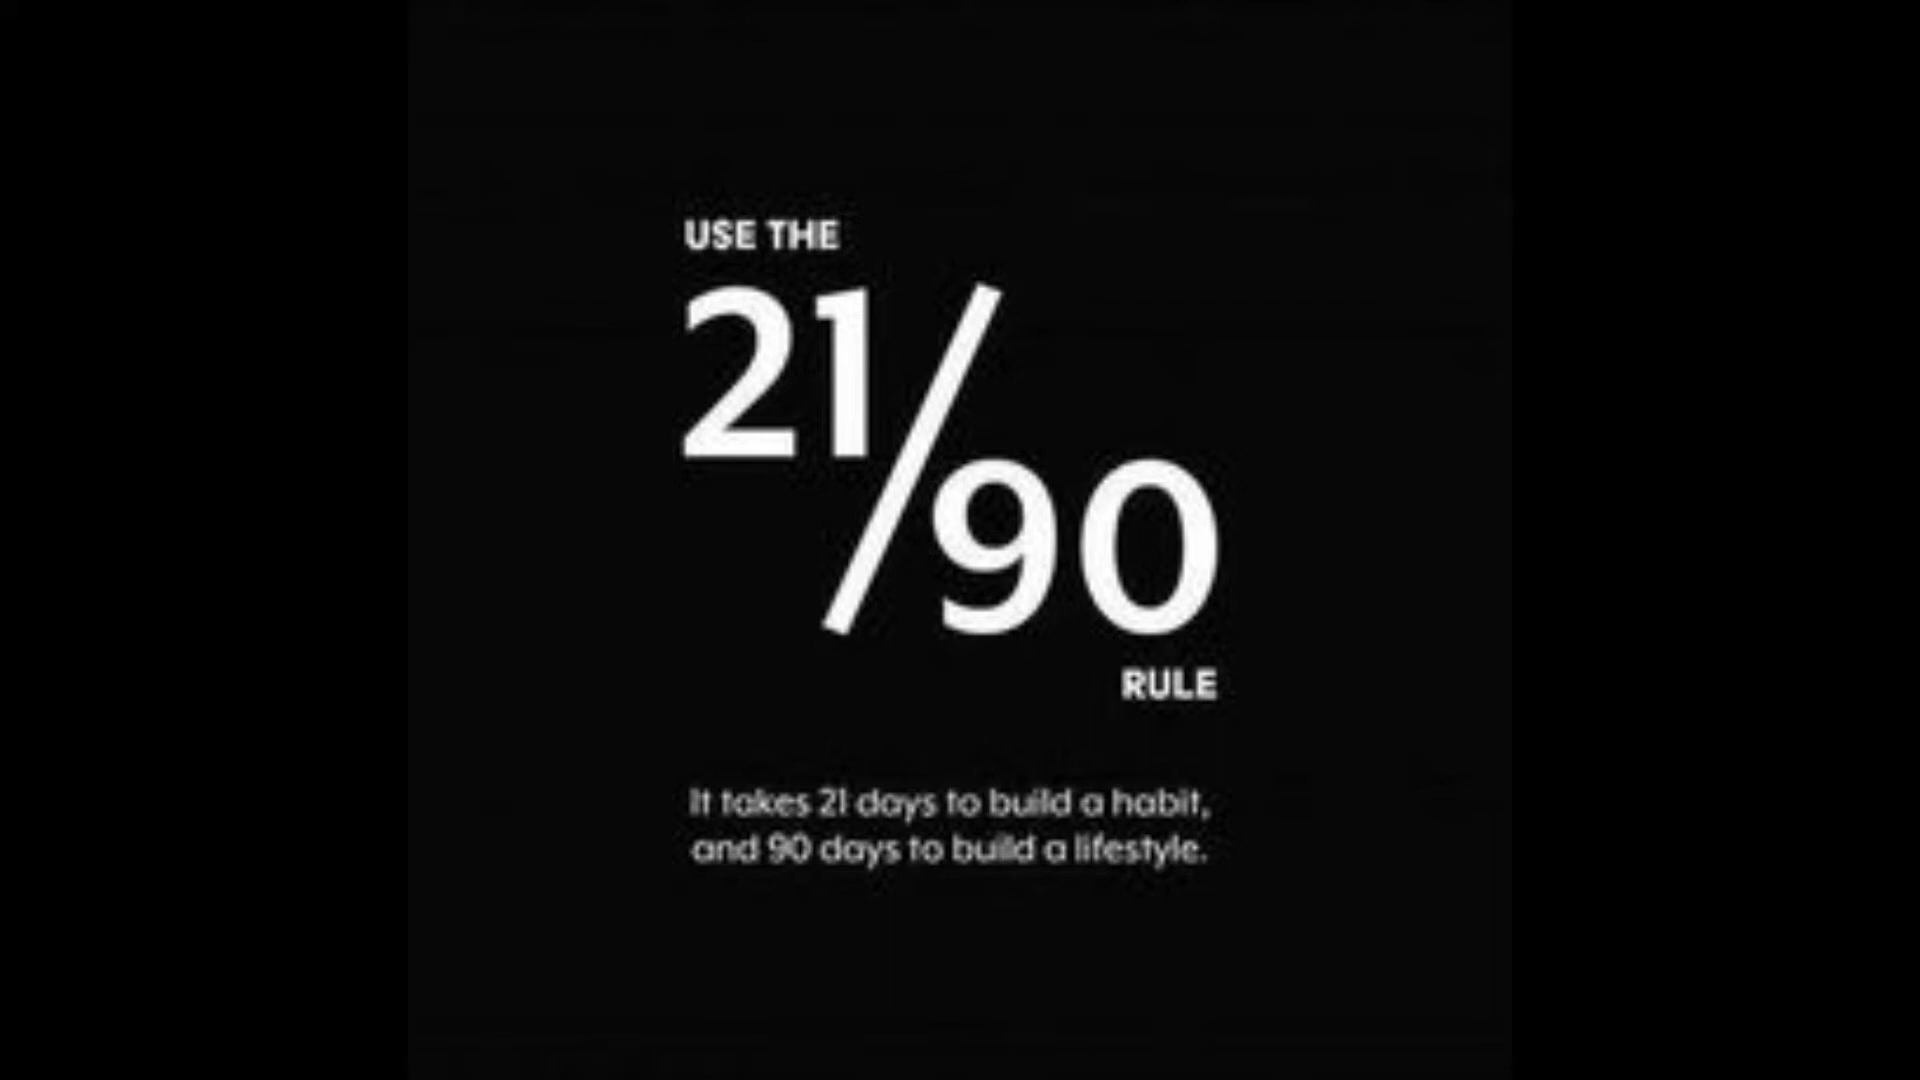 USE THE
21/90
RULE
It takes 21 days to build a habit,
and 90 days to build a lifestyle.